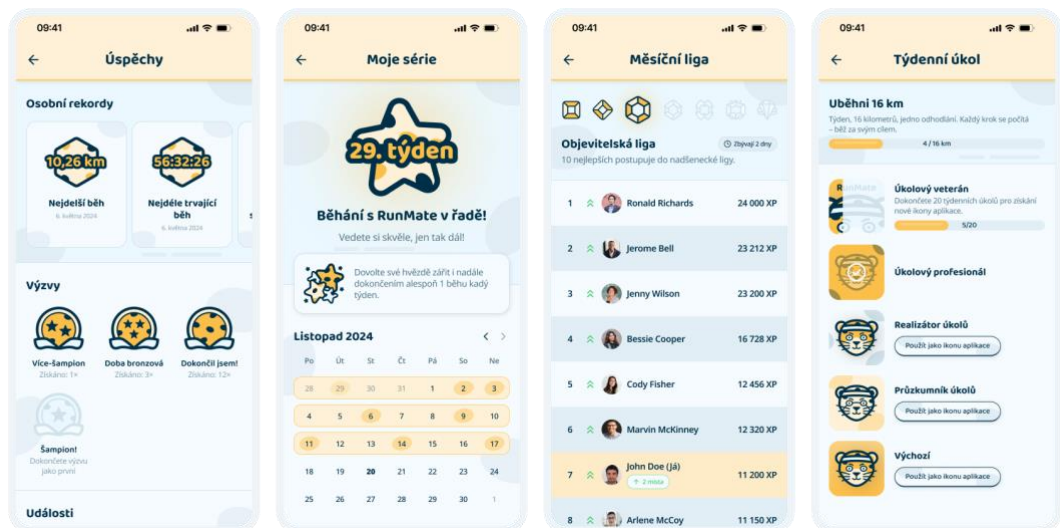 09:41
Úspěchy
Osobní rekordy
10,26 km
Nejdelší běh
6. května 2024
56:32:26
Nejdéle trvající
běh
6. května 2024
s
Výzvy
Více-šampion
Získáno: 1×
Doba bronzová
Získáno: 3×
Dokončil jsem!
Získáno: 12×
Šampion!
Dokončete výzvu
jako první
Události
09:41
Moje série
29. týden
Běhání s RunMate v řadě!
Vedete si skvěle, jen tak dál!
Dovolte své hvězdě zářit i nadále
dokončením alespoň 1 běhu kadý
týden.
Listopad 2024
Po Út St Čt Pá So Ne
28 29 30 31 1 2 3
4 5 6 7 8 9 10
11 12 13 14 15 16 17
18 19 20 21 22 23 24
25 26 27 28 29 30 1
09:41
Měsíční liga
Objevitelská liga
Zbývají 2 dny
10 nejlepších postupuje do nadšenecké ligy.
1 Ronald Richards 24 000 XP
2 Jerome Bell 23 212 XP
3 Jenny Wilson 23 200 XP
4 Bessie Cooper 16 728 XP
5 Cody Fisher 12 456 XP
6 Marvin McKinney 12 320 XP
7 John Doe (Já) 11 200 XP
2 místa
8 Arlene McCoy 11 150 XP
09:41
Týdenní úkol
Uběhni 16 km
Týden, 16 kilometrů, jedno odhodlání. Každý krok se počítá
– běž za svým cílem.
4 / 16 km
RunMate
Úkolový veterán
Dokončete 20 týdenních úkolů pro získání
nové ikony aplikace.
5/20
Úkolový profesionál
Realizátor úkolů
Použít jako ikonu aplikace
Průzkumník úkolů
Použít jako ikonu aplikace
Výchozí
Použít jako ikonu aplikace